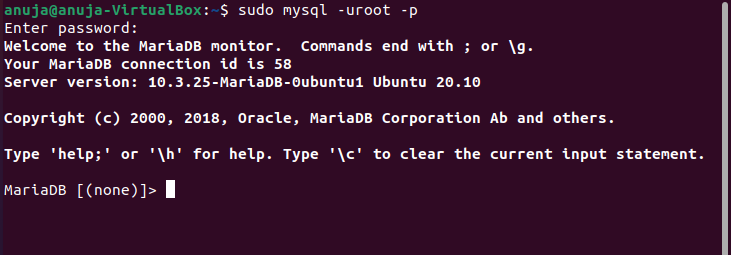 anuja@anuja-VirtualBox:~$ sudo mysql -uroot -p
Enter password:
Welcome to the MariaDB monitor.  Commands end with ; or \g.
Your MariaDB connection id is 58
Server version: 10.3.25-MariaDB-0ubuntu1 Ubuntu 20.10
Copyright (c) 2000, 2018, Oracle, MariaDB Corporation Ab and others.
Type 'help;' or '\h' for help. Type '\c' to clear the current input statement.
MariaDB [(none)]>